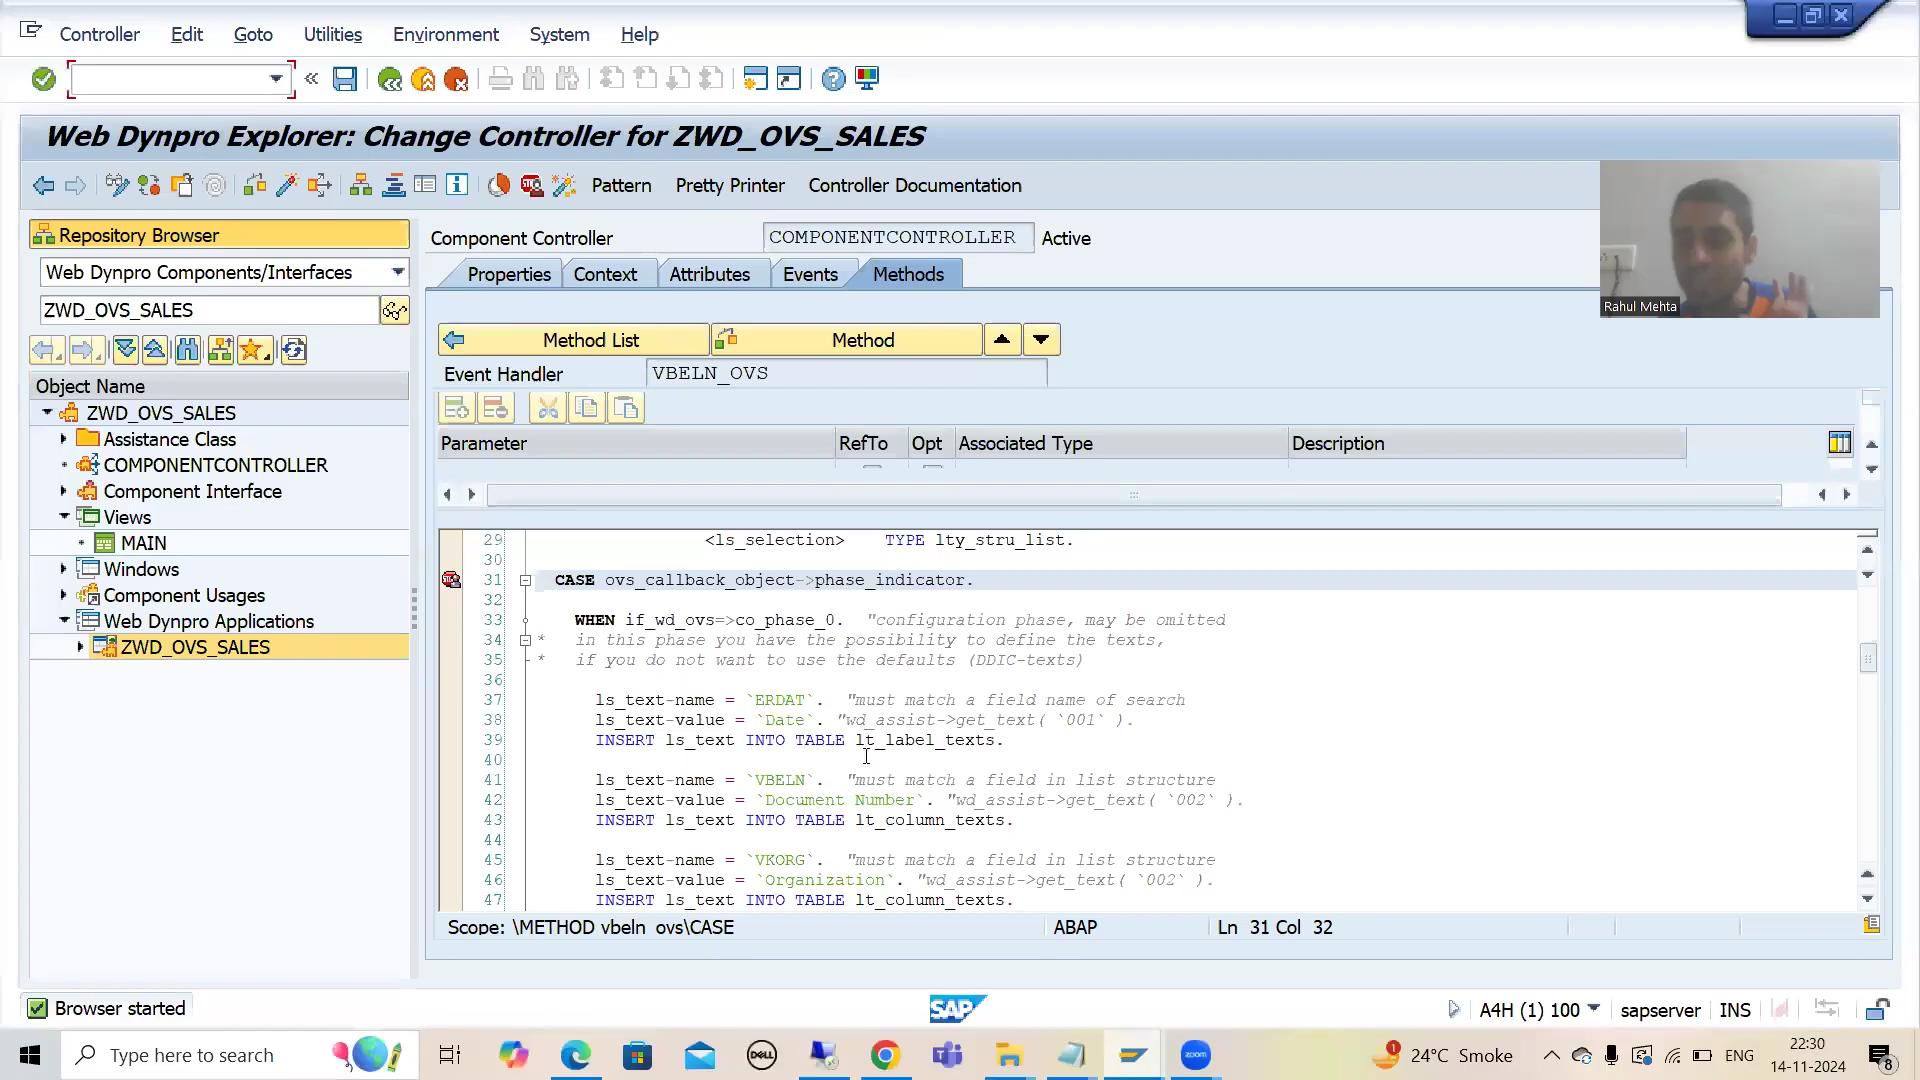 Controller Edit Goto Utilities Environment System Help
Web Dynpro Explorer: Change Controller for ZWD_OVS_SALES
Pattern Pretty Printer Controller Documentation
Repository Browser
Web Dynpro Components/Interfaces
ZWD_OVS_SALES
Object Name
ZWD_OVS_SALES
Assistance Class
COMPONENTCONTROLLER
Component Interface
Views
MAIN
Windows
Component Usages
Web Dynpro Applications
ZWD_OVS_SALES
Component Controller COMPONENTCONTROLLER Active
Properties Context Attributes Events Methods
Method List Method
Event Handler VBELN_OVS
Parameter RefTo Opt Associated Type Description
29 <ls_selection> TYPE lty_stru_list.
30
31 CASE ovs_callback_object->phase_indicator.
32
33 WHEN if_wd_ovs=>co_phase_0. "configuration phase, may be omitted
34 * in this phase you have the possibility to define the texts,
35 * if you do not want to use the defaults (DDIC-texts)
36
37 ls_text-name = `ERDAT`. "must match a field name of search
38 ls_text-value = `Date`. "wd_assist->get_text( `001` ).
39 INSERT ls_text INTO TABLE lt_label_texts.
40
41 ls_text-name = `VBELN`. "must match a field in list structure
42 ls_text-value = `Document Number`. "wd_assist->get_text( `002` ).
43 INSERT ls_text INTO TABLE lt_column_texts.
44
45 ls_text-name = `VKORG`. "must match a field in list structure
46 ls_text-value = `Organization`. "wd_assist->get_text( `002` ).
47 INSERT ls_text INTO TABLE lt_column_texts.
Scope: \METHOD vbeln_ovs\CASE ABAP Ln 31 Col 32
Rahul Mehta
Browser started
SAP
A4H (1) 100 sapserver INS
Type here to search
DELL
zoom
1
24°C Smoke
ENG
22:30
14-11-2024
8